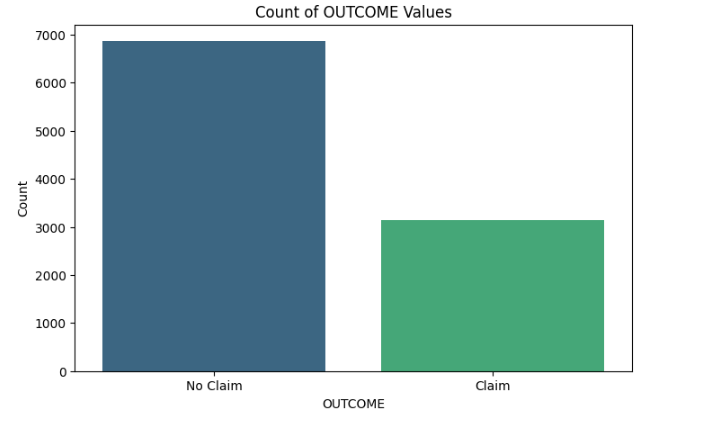 Count of OUTCOME Values
7000
6000
5000
4000
3000
2000
1000
0
Count
No Claim
Claim
OUTCOME